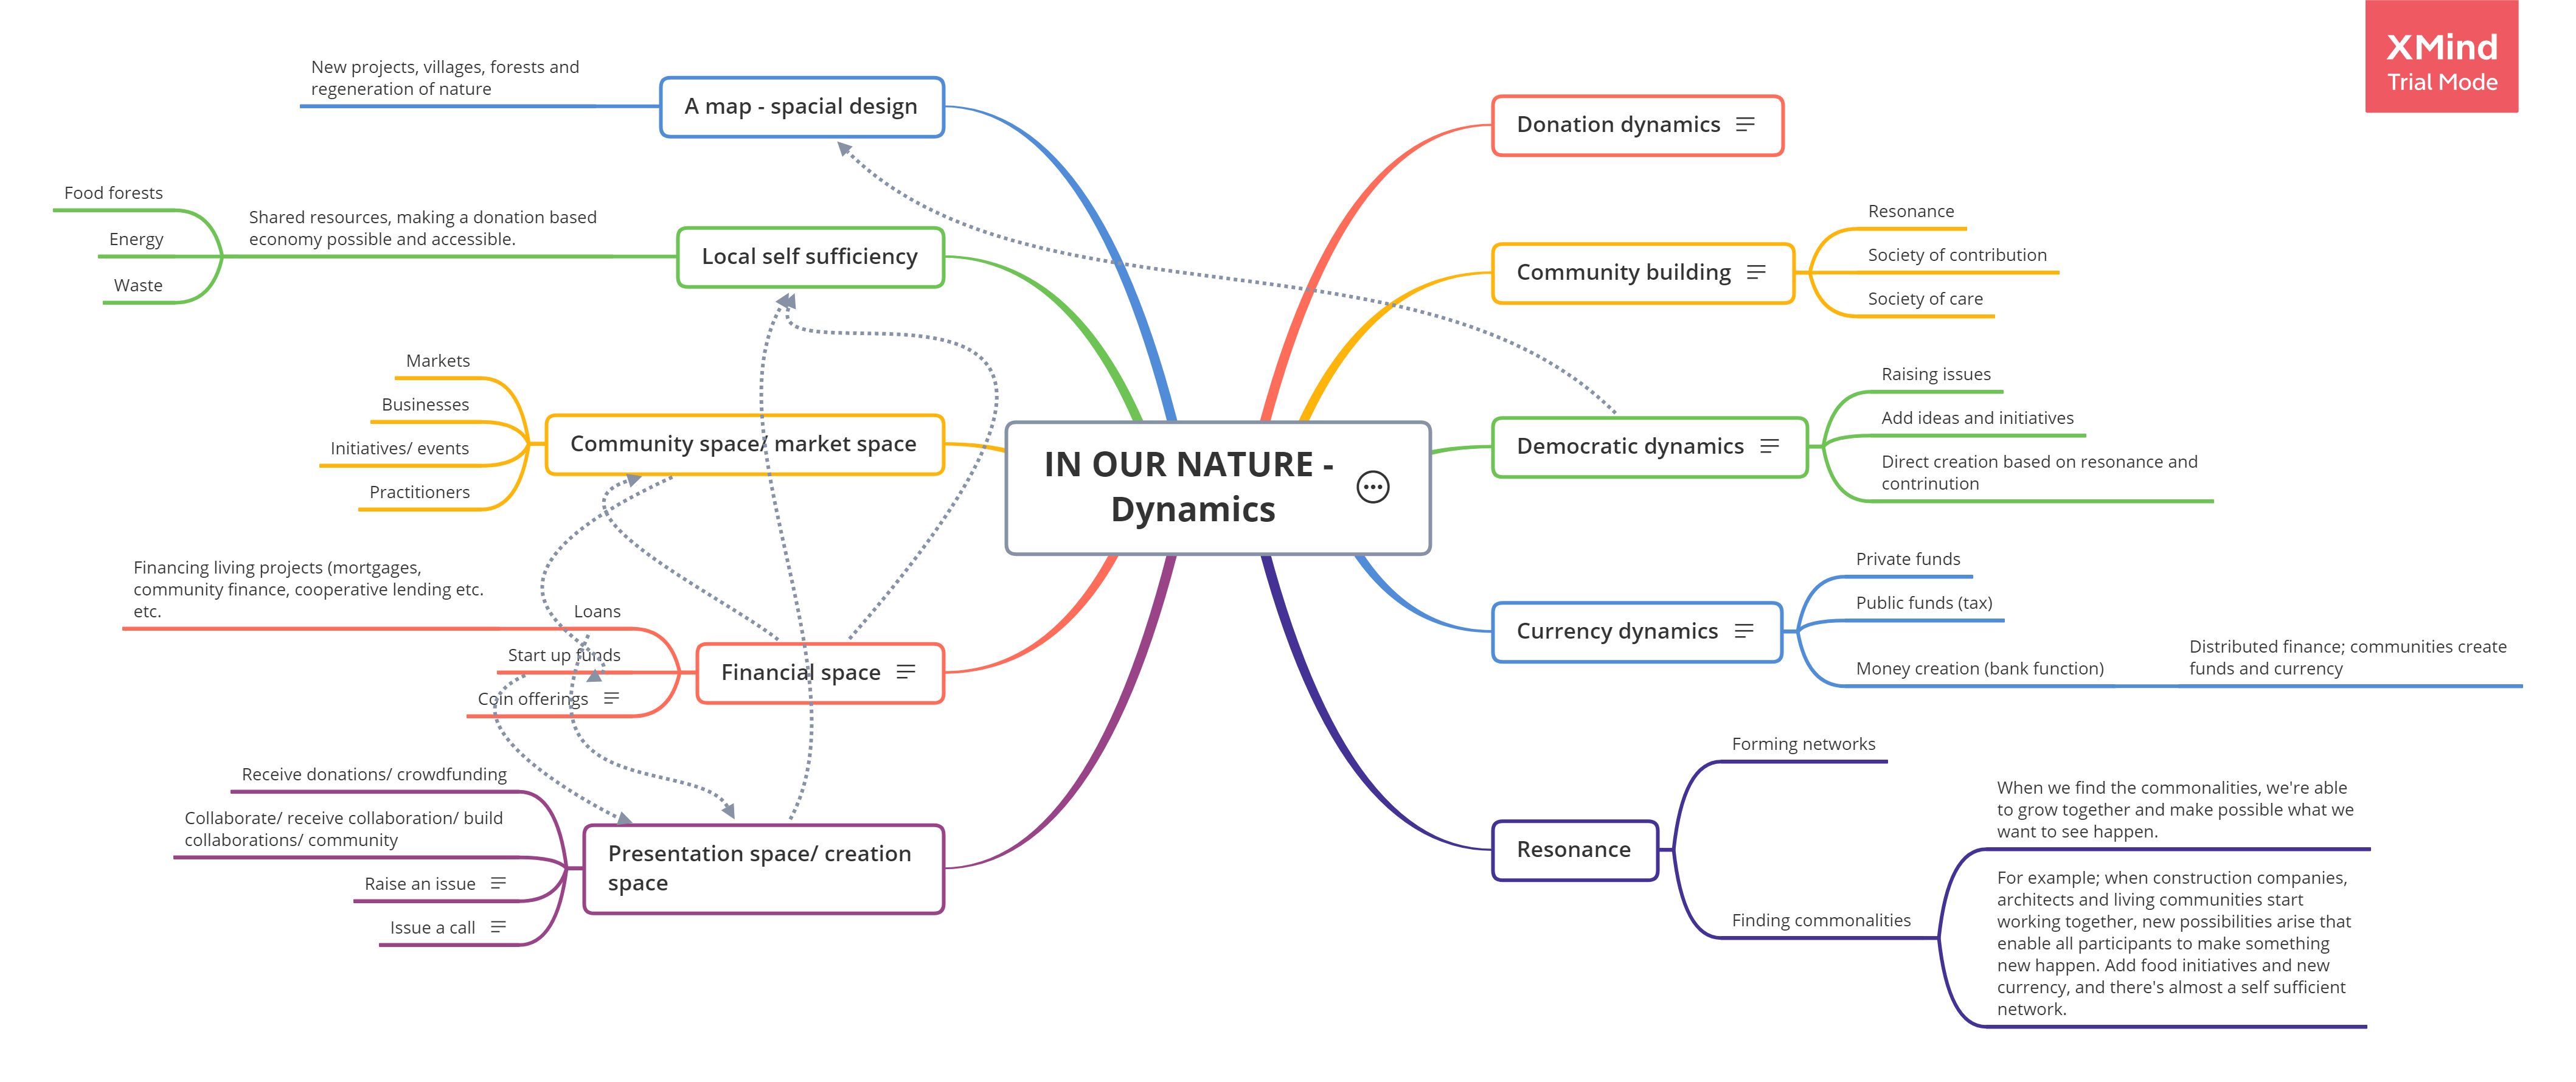 XMind
Trial Mode
IN OUR NATURE -
Dynamics
Donation dynamics
Community building
Resonance
Society of contribution
Society of care
Democratic dynamics
Raising issues
Add ideas and initiatives
Direct creation based on resonance and
contrinution
Currency dynamics
Private funds
Public funds (tax)
Money creation (bank function)
Distributed finance; communities create
funds and currency
Resonance
Forming networks
Finding commonalities
When we find the commonalities, we're able
to grow together and make possible what we
want to see happen.
For example; when construction companies,
architects and living communities start
working together, new possibilities arise that
enable all participants to make something
new happen. Add food initiatives and new
currency, and there's almost a self sufficient
network.
A map - spacial design
New projects, villages, forests and
regeneration of nature
Local self sufficiency
Shared resources, making a donation based
economy possible and accessible.
Food forests
Energy
Waste
Community space/ market space
Markets
Businesses
Initiatives/ events
Practitioners
Financial space
Loans
Financing living projects (mortgages,
community finance, cooperative lending etc.
etc.
Start up funds
Coin offerings
Presentation space/ creation
space
Receive donations/ crowdfunding
Collaborate/ receive collaboration/ build
collaborations/ community
Raise an issue
Issue a call